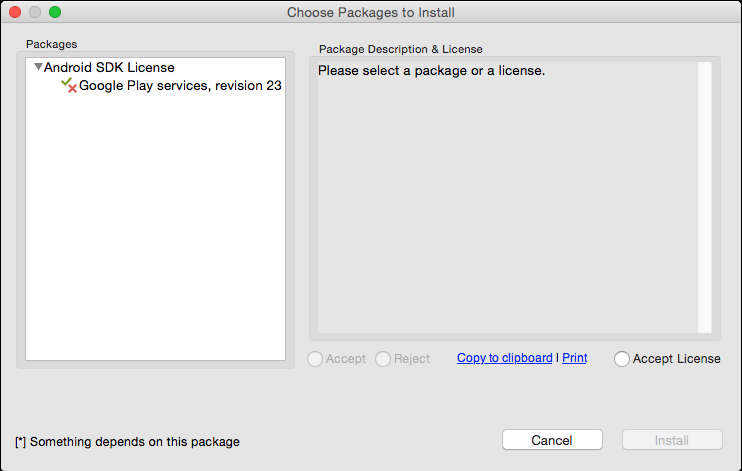 Choose Packages to Install
Packages
Android SDK License
Google Play services, revision 23
Package Description & License
Please select a package or a license.
Accept Reject Copy to clipboard | Print Accept License
[*] Something depends on this package
Cancel Install